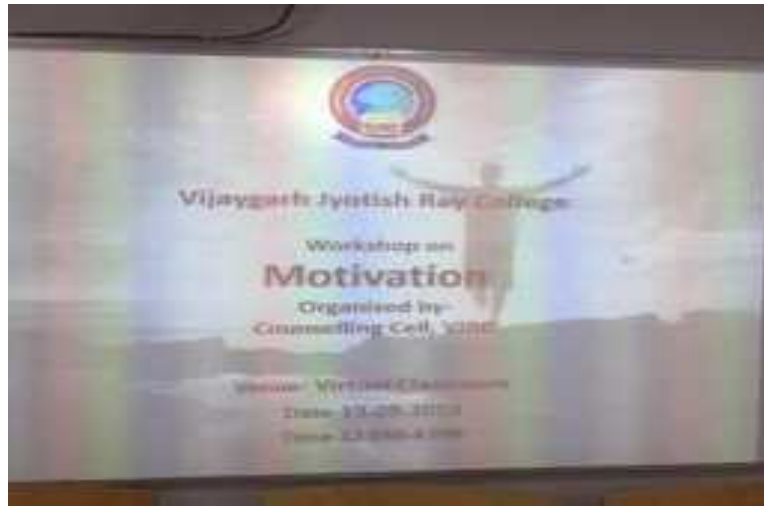 Vijaygarh Jyotish Ray College
Workshop on
Motivation
Organised by-
Counselling Cell, VJRC
Venue- Virtual Classroom